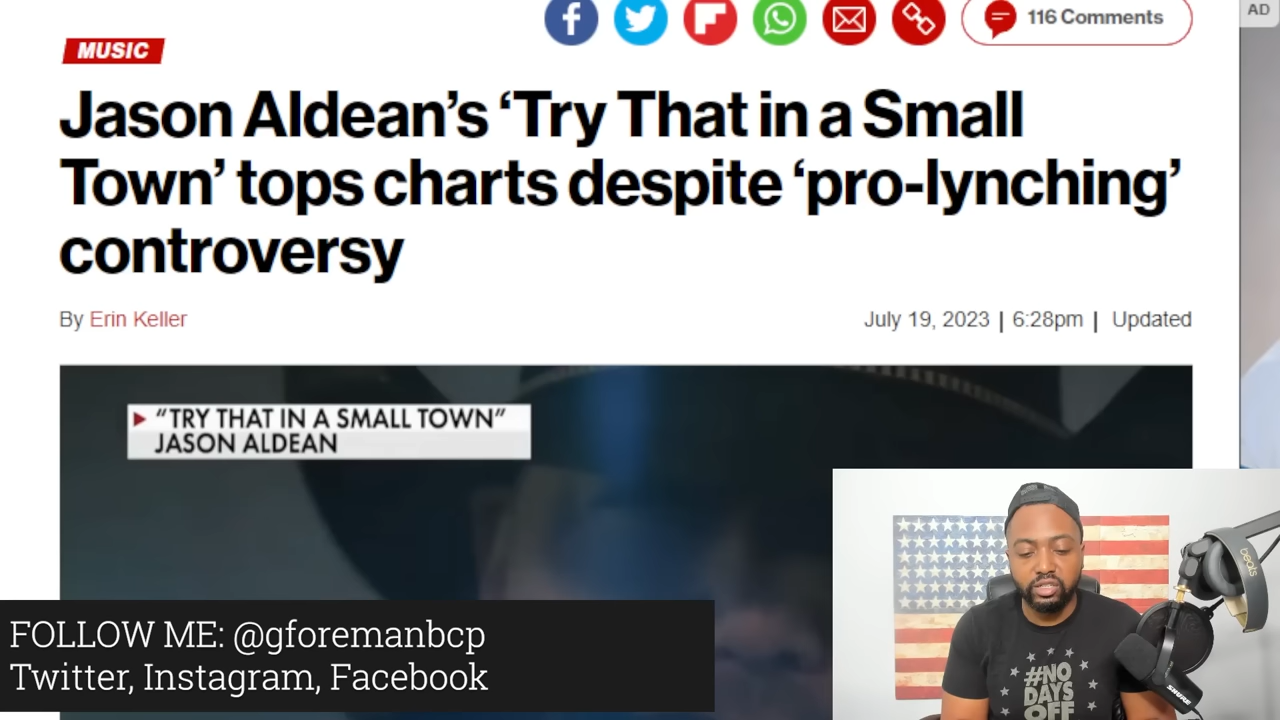 AD
116 Comments
MUSIC
Jason Aldean’s ‘Try That in a Small
Town’ tops charts despite ‘pro-lynching’
controversy
By Erin Keller
July 19, 2023 | 6:28pm | Updated
“TRY THAT IN A SMALL TOWN”
JASON ALDEAN
FOLLOW ME: @gforemanbcp
Twitter, Instagram, Facebook
#NO
DAYS
OFF
beats
SHURE